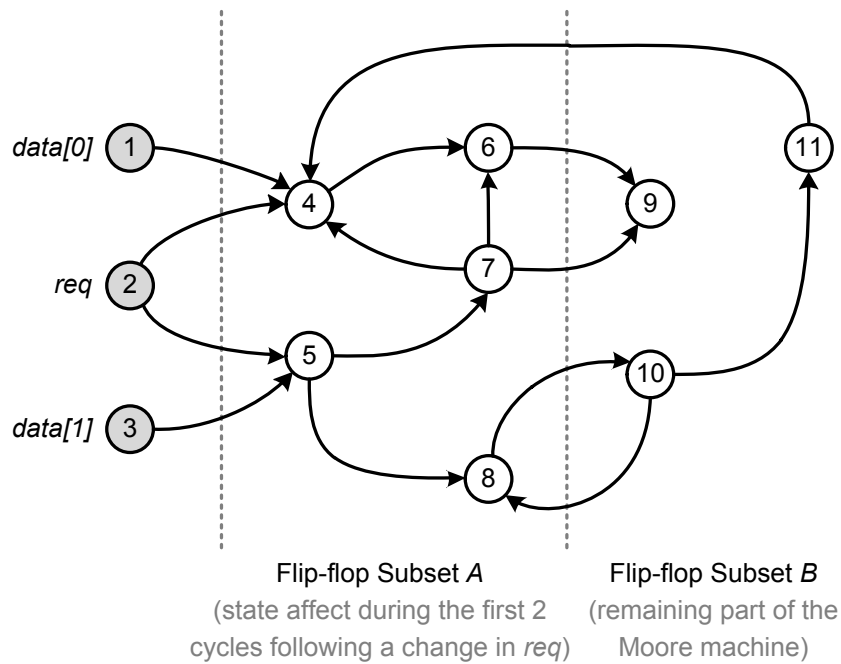 data[0]
1
req
2
data[1]
3
4
5
6
7
8
9
10
11
Flip-flop Subset A
(state affect during the first 2
cycles following a change in req)
Flip-flop Subset B
(remaining part of the
Moore machine)